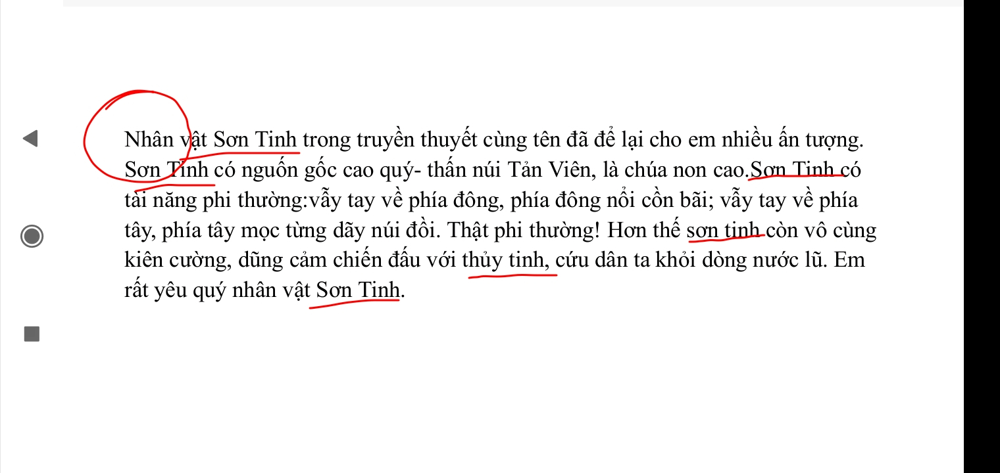 Nhân vật Sơn Tinh trong truyền thuyết cùng tên đã để lại cho em nhiều ấn tượng.
Sơn Tinh có nguồn gốc cao quý- thấn núi Tản Viên, là chúa non cao.Sơn Tinh có
tài năng phi thường:vẫy tay về phía đông, phía đông nổi cồn bãi; vẫy tay về phía
tây, phía tây mọc từng dãy núi đồi. Thật phi thường! Hơn thế sơn tinh còn vô cùng
kiên cường, dũng cảm chiến đấu với thủy tinh, cứu dân ta khỏi dòng nước lũ. Em
rất yêu quý nhân vật Sơn Tinh.